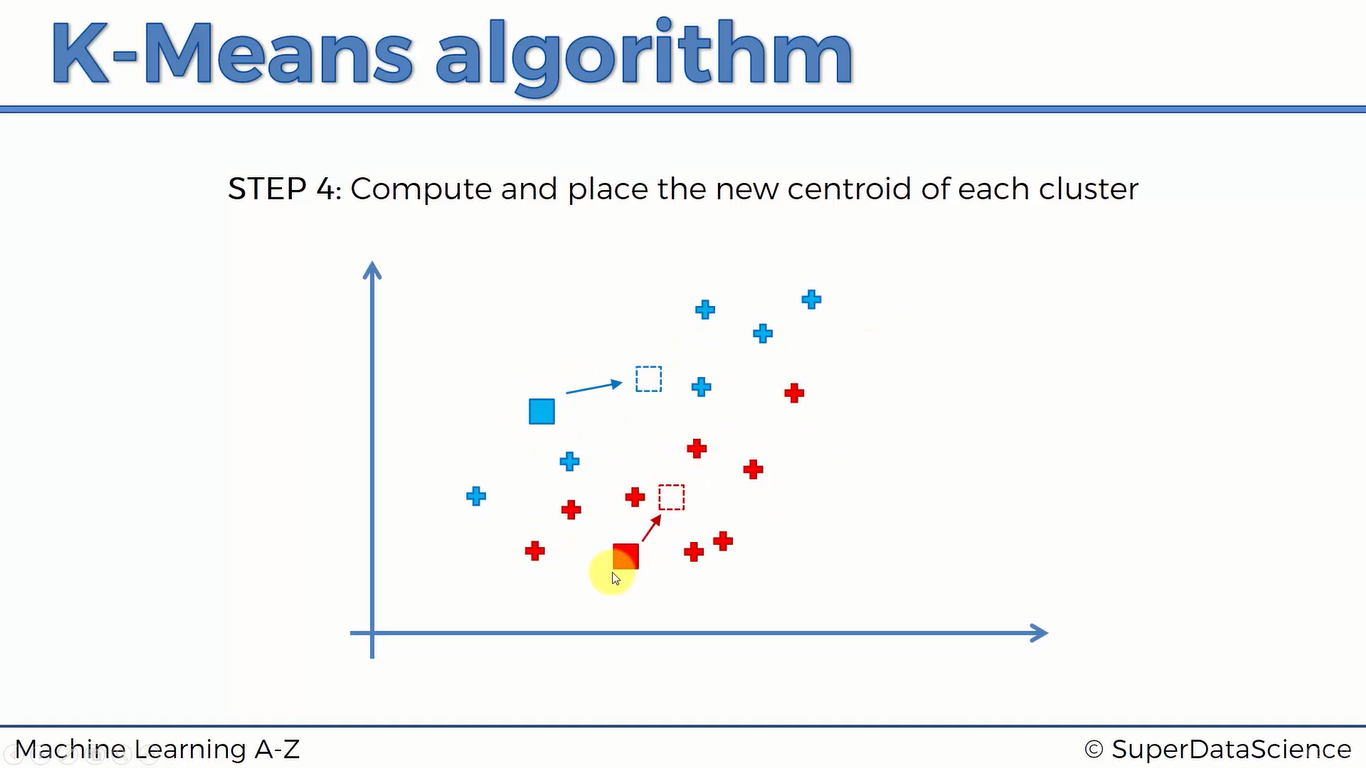 K-Means algorithm
STEP 4: Compute and place the new centroid of each cluster
Machine Learning A-Z
© SuperDataScience